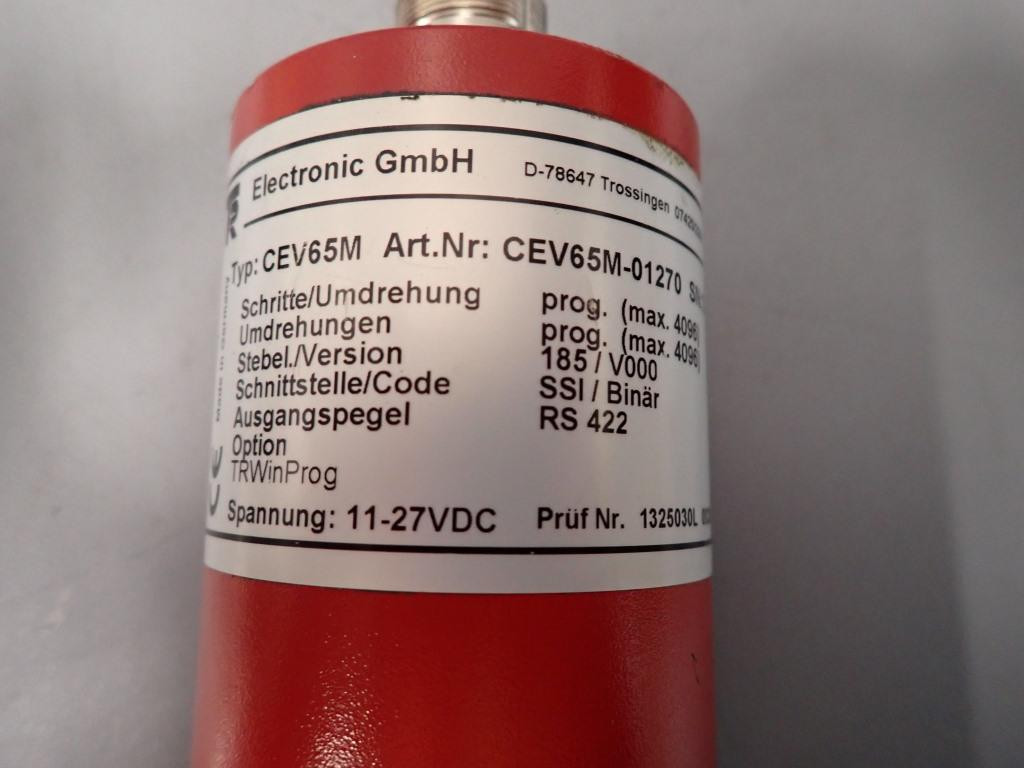 Electronic GmbH D-78647 Trossingen
Typ: CEV65M Art.Nr: CEV65M-01270
Schritte/Umdrehung prog. (max. 4096)
Umdrehungen prog. (max. 4096)
Stebel./Version 185 / V000
Schnittstelle/Code SSI / Binär
Ausgangspegel RS 422
Option
TRWinProg
Spannung: 11-27VDC Prüf Nr. 1325030L
Made in Germany
CE